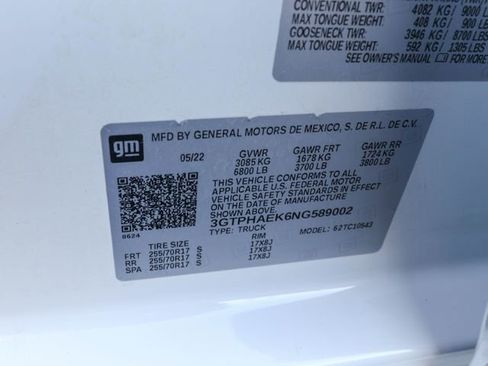 CONVENTIONAL TWR: 4082 KG / 9000 LB
MAX TONGUE WEIGHT: 408 KG / 900 LB
GOOSENECK TWR: 3946 KG / 8700 LBS
MAX TONGUE WEIGHT: 592 KG / 1305 LBS
SEE OWNER'S MANUAL FOR MORE
gm
MFD BY GENERAL MOTORS DE MEXICO, S. DE R.L. DE C.V.
05/22 GVWR GAWR FRT GAWR RR
3085 KG 1678 KG 1724 KG
6800 LB 3700 LB 3800 LB
THIS VEHICLE CONFORMS TO ALL
APPLICABLE U.S. FEDERAL MOTOR
VEHICLE SAFETY STANDARDS IN EFFECT
ON THE DATE OF MANUFACTURE SHOWN ABOVE.
3GTPHAEK6NG589002
TYPE: TRUCK MODEL: 62TC10543
8624
TIRE SIZE RIM
FRT 255/70R17 S 17X8J
RR 255/70R17 S 17X8J
SPA 255/70R17 S 17X8J